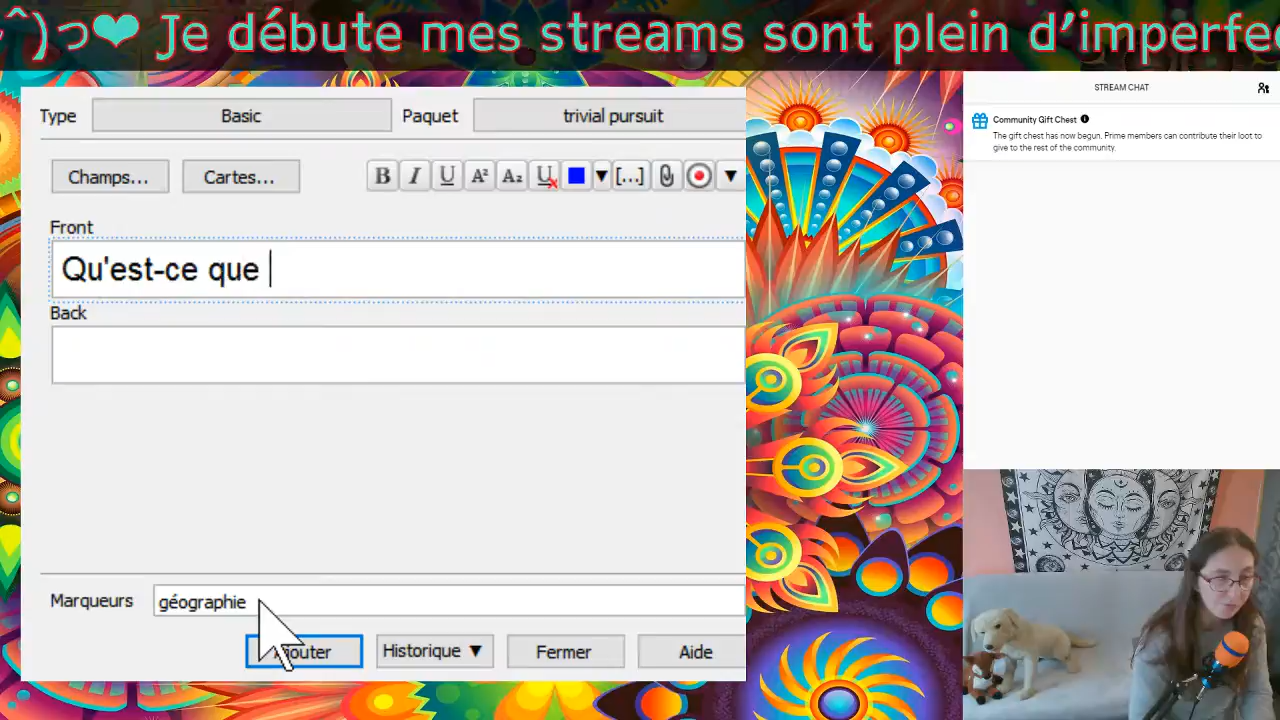 Je débute mes streams sont plein d'imperfe
Type Basic Paquet trivial pursuit
Champs... Cartes... B I U A² A₂ U [...]
Front
Qu'est-ce que
Back
Marqueurs géographie
Historique ▼ Fermer Aide
STREAM CHAT
Community Gift Chest
The gift chest has now begun. Prime members can contribute their loot to
give to the rest of the community.